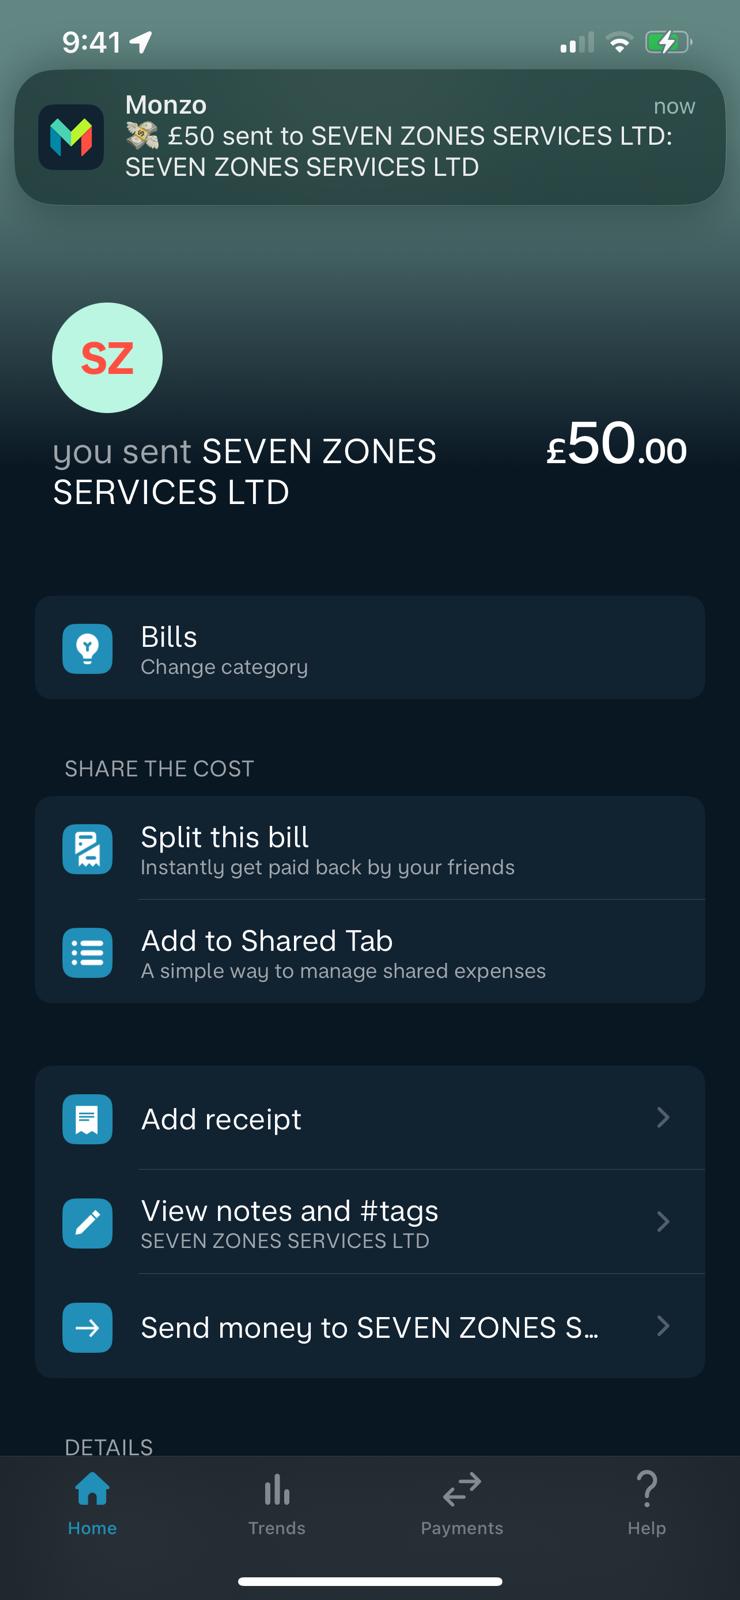 9:41
Monzo
now
💸 £50 sent to SEVEN ZONES SERVICES LTD:
SEVEN ZONES SERVICES LTD
SZ
you sent SEVEN ZONES
SERVICES LTD
£50.00
Bills
Change category
SHARE THE COST
Split this bill
Instantly get paid back by your friends
Add to Shared Tab
A simple way to manage shared expenses
Add receipt
View notes and #tags
SEVEN ZONES SERVICES LTD
Send money to SEVEN ZONES S...
DETAILS
Home
Trends
Payments
Help